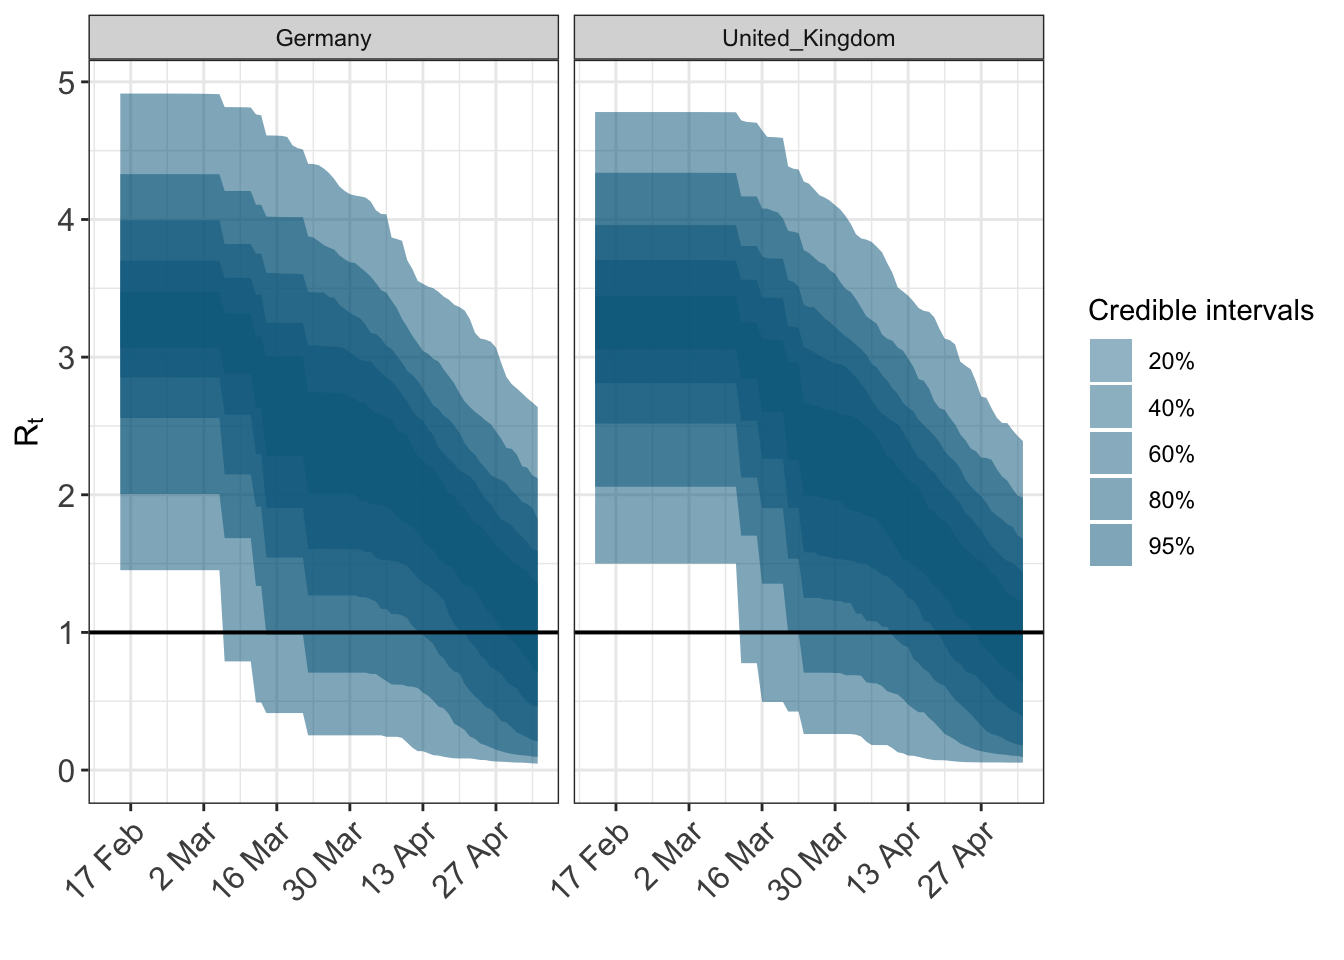 Germany
United_Kingdom
5
4
3
2
1
0
Rt
17 Feb
2 Mar
16 Mar
30 Mar
13 Apr
27 Apr
17 Feb
2 Mar
16 Mar
30 Mar
13 Apr
27 Apr
Credible intervals
20%
40%
60%
80%
95%